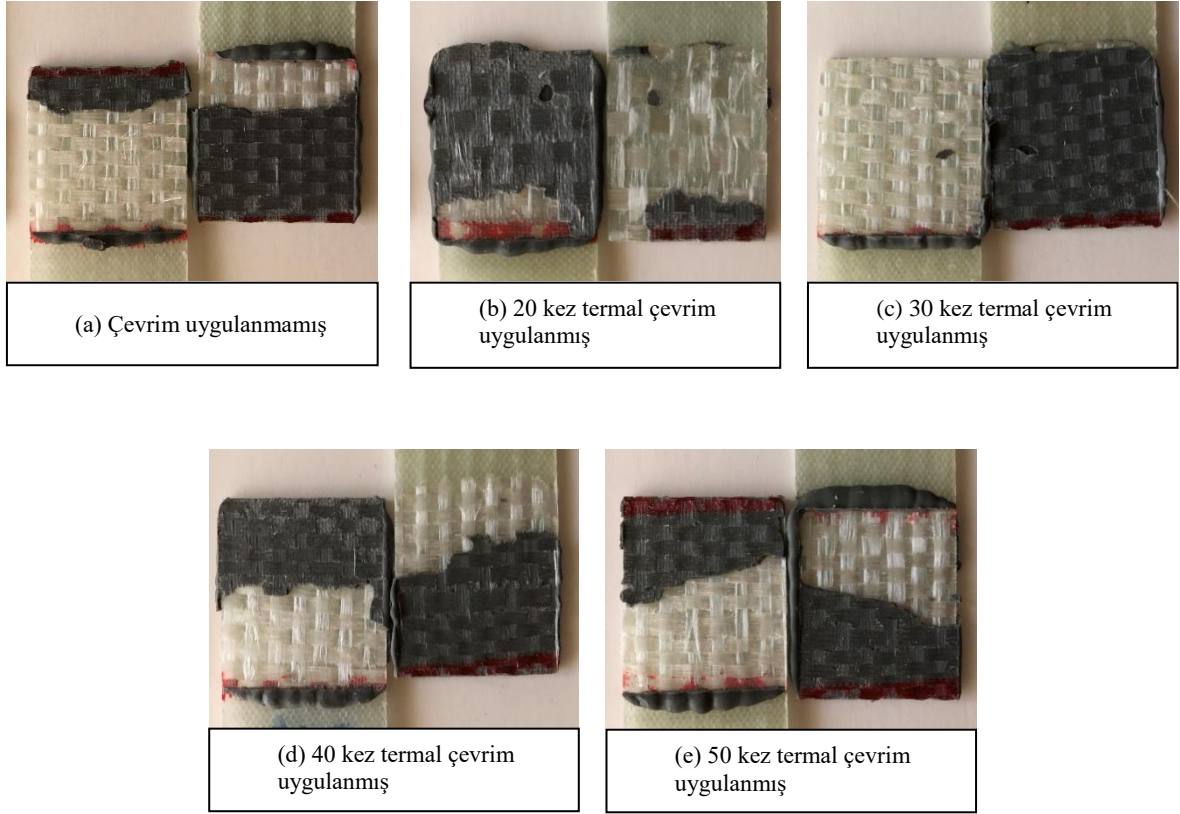 (a) Çevrim uygulanmamış
(b) 20 kez termal çevrim
uygulanmış
(c) 30 kez termal çevrim
uygulanmış
(d) 40 kez termal çevrim
uygulanmış
(e) 50 kez termal çevrim
uygulanmış